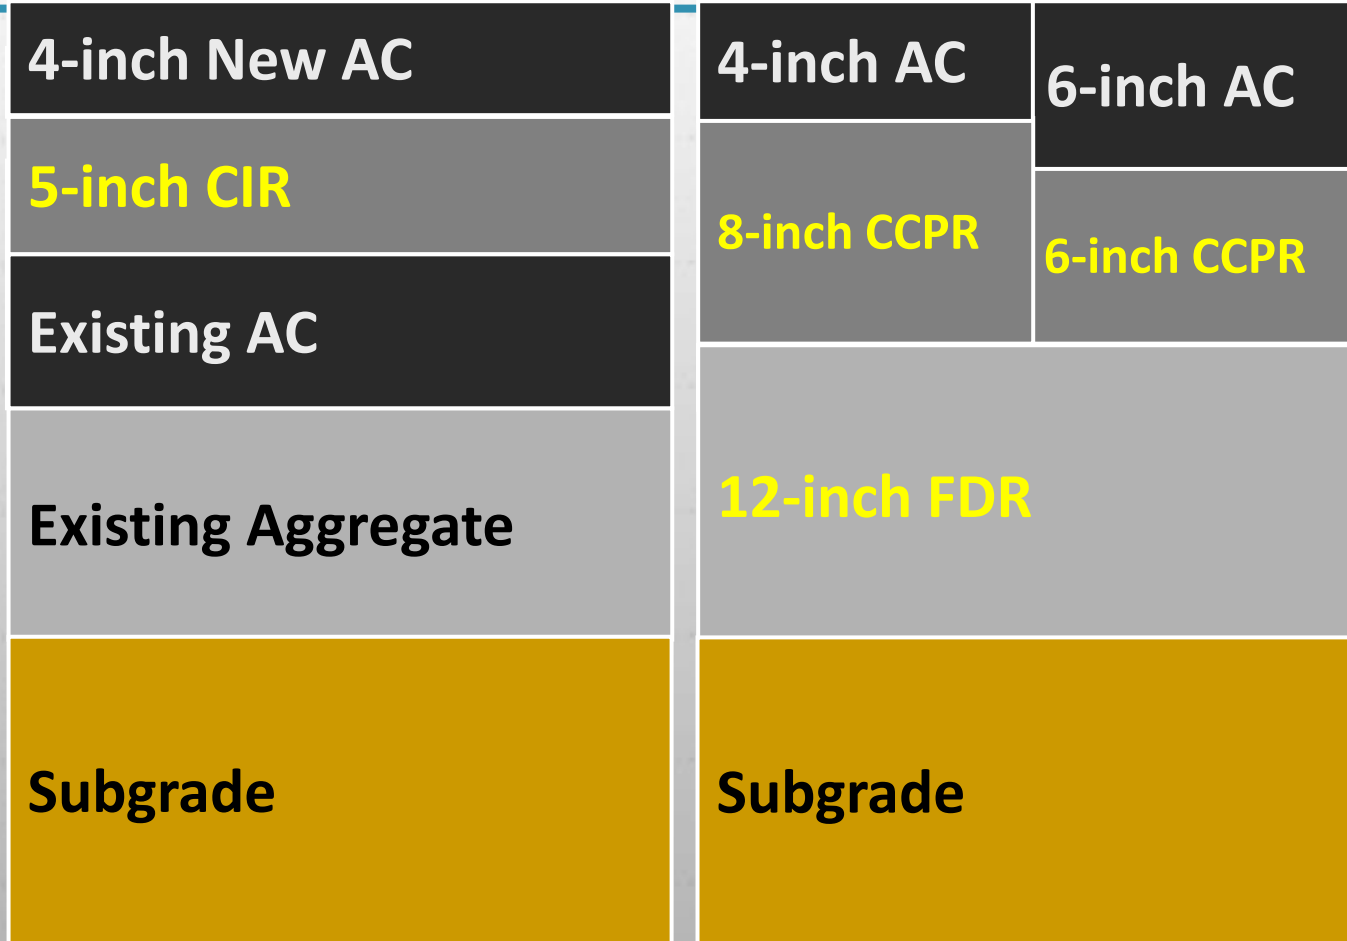 4-inch New AC
5-inch CIR
Existing AC
Existing Aggregate
Subgrade
4-inch AC
8-inch CCPR
6-inch AC
6-inch CCPR
12-inch FDR
Subgrade